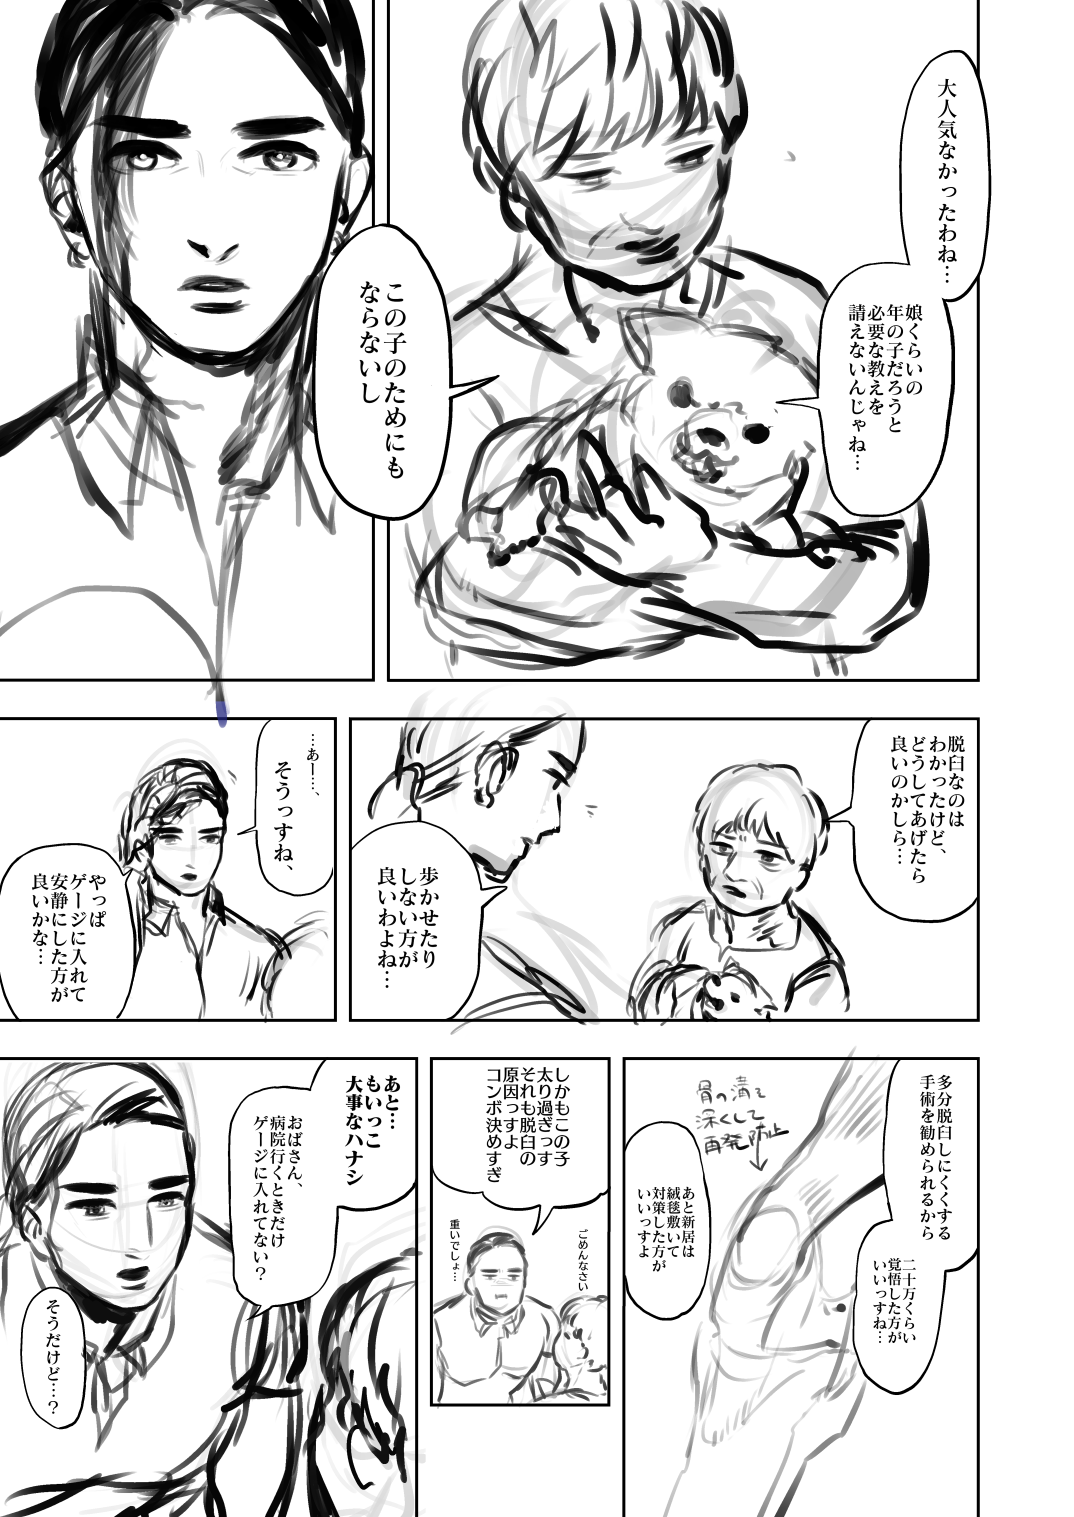 大人気なかったわね…
娘くらいの
年の子だろうと
必要な教えを
請えないんじゃね…
この子のためにも
ならないし
脱臼なのは
わかったけど、
どうしてあげたら
良いのかしら…
歩かせたり
しない方が
良いわよね…
…あー…、
そうっすね、
やっぱ
ゲージに入れて
安静にした方が
良いかな…
多分脱臼しにくくする
手術を勧められるから
二十万くらい
覚悟した方が
いいっすね…
骨の溝を
深くして
再発防止
あと新居は
絨毯敷いて
対策した方が
いいっすよ
しかもこの子
太り過ぎっす
それも脱臼の
原因っすよ
コンボ決めすぎ
ごめんなさい
重いでしょ…
あと…
もいっこ
大事なハナシ
おばさん、
病院行くときだけ
ゲージに入れてない？
そうだけど…？